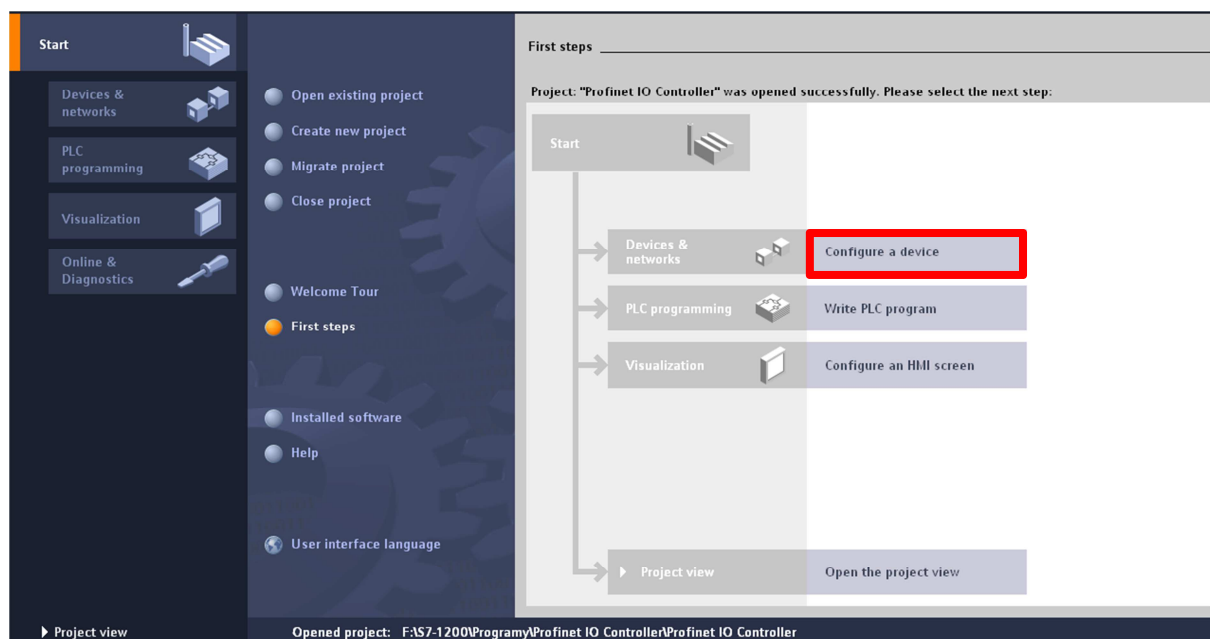 Start
Devices &
networks
PLC
programming
Visualization
Online &
Diagnostics
Project view
Open existing project
Create new project
Migrate project
Close project
Welcome Tour
First steps
Installed software
Help
User interface language
First steps
Project: "Profinet IO Controller" was opened successfully. Please select the next step:
Start
Devices &
networks
Configure a device
PLC programming
Write PLC program
Visualization
Configure an HMI screen
Project view
Open the project view
Opened project: F:\S7-1200\Programy\Profinet IO Controller\Profinet IO Controller